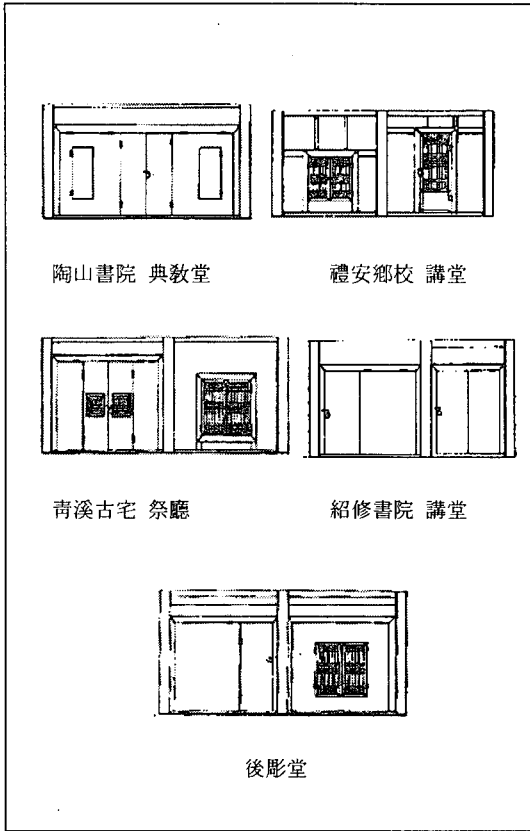 陶山書院 典敎堂
禮安鄕校 講堂
靑溪古宅 祭廳
紹修書院 講堂
後彫堂